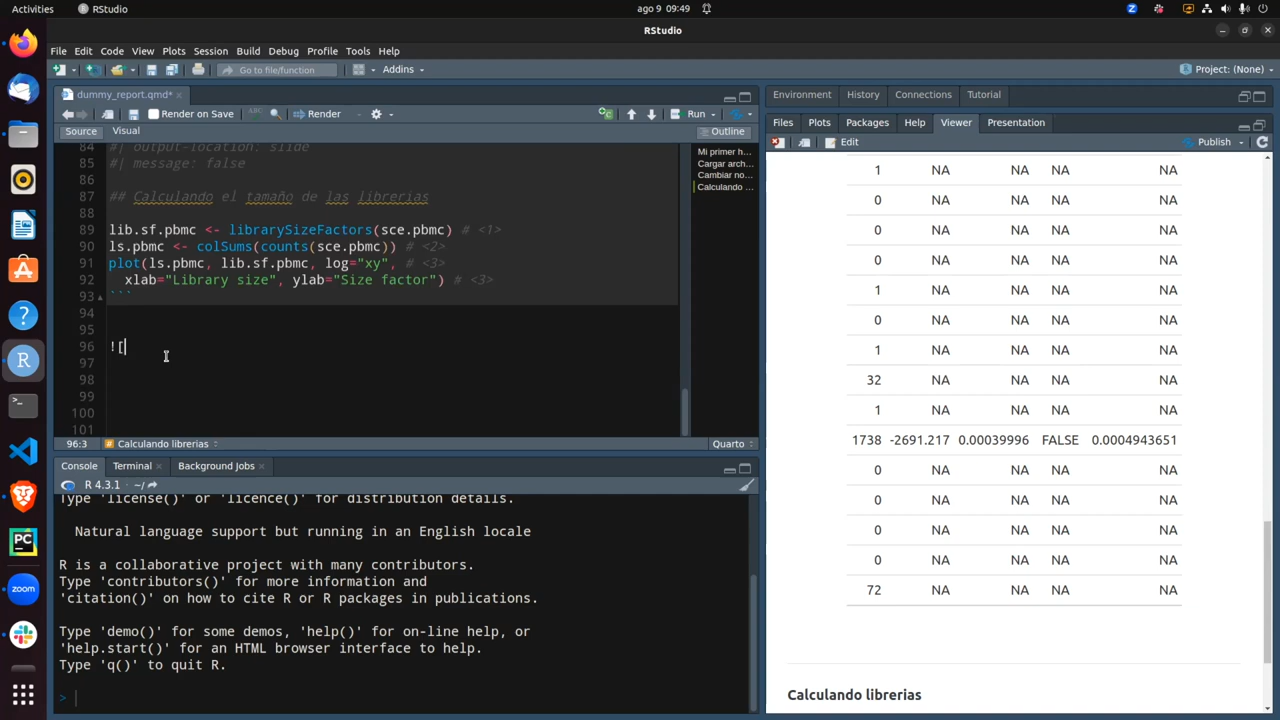 Activities RStudio ago 9 09:49
RStudio
File Edit Code View Plots Session Build Debug Profile Tools Help
Go to file/function Addins Project: (None)
dummy_report.qmd* Environment History Connections Tutorial
Render on Save ABC Render Run
Files Plots Packages Help Viewer Presentation
Source Visual Outline
Edit Publish
84 #| output-location: slide
85 #| message: false
86
87 ## Calculando el tamaño de las librerias
88
89 lib.sf.pbmc <- librarySizeFactors(sce.pbmc) # <1>
90 ls.pbmc <- colSums(counts(sce.pbmc)) # <2>
91 plot(ls.pbmc, lib.sf.pbmc, log="xy", # <3>
92 xlab="Library size", ylab="Size factor") # <3>
93 ```
94
95
96 ![
97
98
99
100
101
96:3 # Calculando librerias Quarto
Mi primer h...
Cargar arch...
Cambiar no...
Calculando ...
Console Terminal Background Jobs
R 4.3.1 · ~/
Type 'license()' or 'licence()' for distribution details.
Natural language support but running in an English locale
R is a collaborative project with many contributors.
Type 'contributors()' for more information and
'citation()' on how to cite R or R packages in publications.
Type 'demo()' for some demos, 'help()' for on-line help, or
'help.start()' for an HTML browser interface to help.
Type 'q()' to quit R.
>
1 NA NA NA NA
0 NA NA NA NA
0 NA NA NA NA
0 NA NA NA NA
1 NA NA NA NA
0 NA NA NA NA
1 NA NA NA NA
32 NA NA NA NA
1 NA NA NA NA
1738 -2691.217 0.00039996 FALSE 0.0004943651
0 NA NA NA NA
0 NA NA NA NA
0 NA NA NA NA
0 NA NA NA NA
72 NA NA NA NA
Calculando librerias
R
PC
zoom